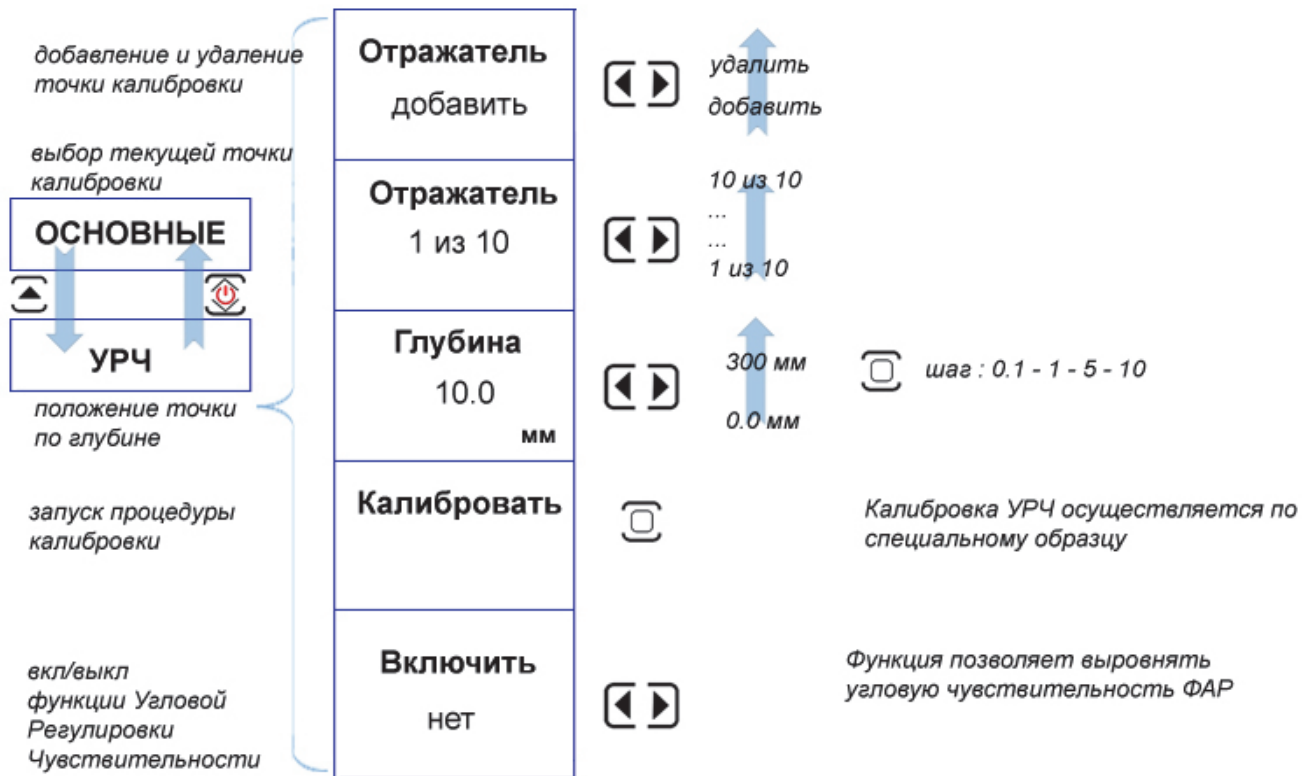 добавление и удаление
точки калибровки
Отражатель
добавить
удалить
добавить
выбор текущей точки
калибровки
Отражатель
1 из 10
10 из 10
...
...
1 из 10
ОСНОВНЫЕ
УРЧ
положение точки
по глубине
Глубина
10.0
мм
300 мм
0.0 мм
шаг : 0.1 - 1 - 5 - 10
запуск процедуры
калибровки
Калибровать
Калибровка УРЧ осуществляется по
специальному образцу
вкл/выкл
функции Угловой
Регулировки
Чувствительности
Включить
нет
Функция позволяет выровнять
угловую чувствительность ФАР